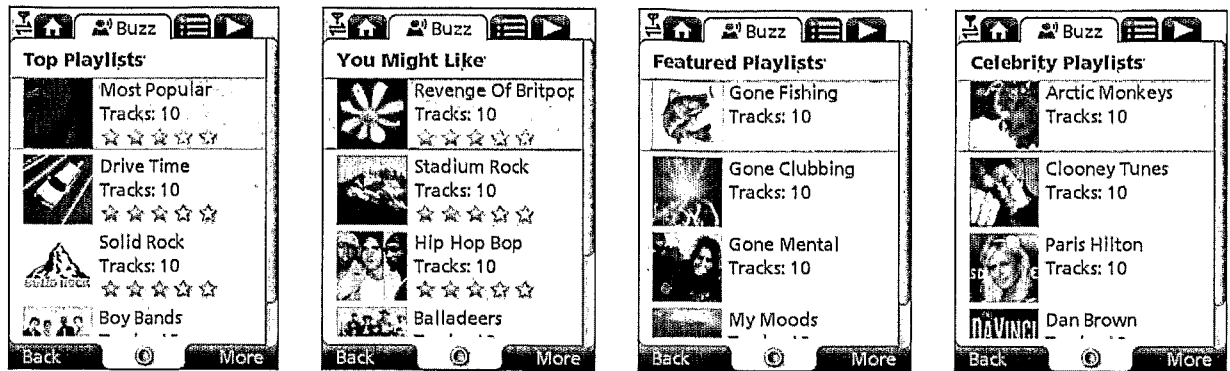 Buzz
Top Playlists
Most Popular
Tracks: 10
Drive Time
Tracks: 10
Solid Rock
Tracks: 10
SOLID ROCK
Boy Bands
Back
More
Buzz
You Might Like
Revenge Of Britpop
Tracks: 10
Stadium Rock
Tracks: 10
Hip Hop Bop
Tracks: 10
Balladeers
Back
More
Buzz
Featured Playlists
Gone Fishing
Tracks: 10
Gone Clubbing
Tracks: 10
Gone Mental
Tracks: 10
My Moods
Back
More
Buzz
Celebrity Playlists
Arctic Monkeys
Tracks: 10
Clooney Tunes
Tracks: 10
Paris Hilton
Tracks: 10
Dan Brown
DAVINCI
Back
More